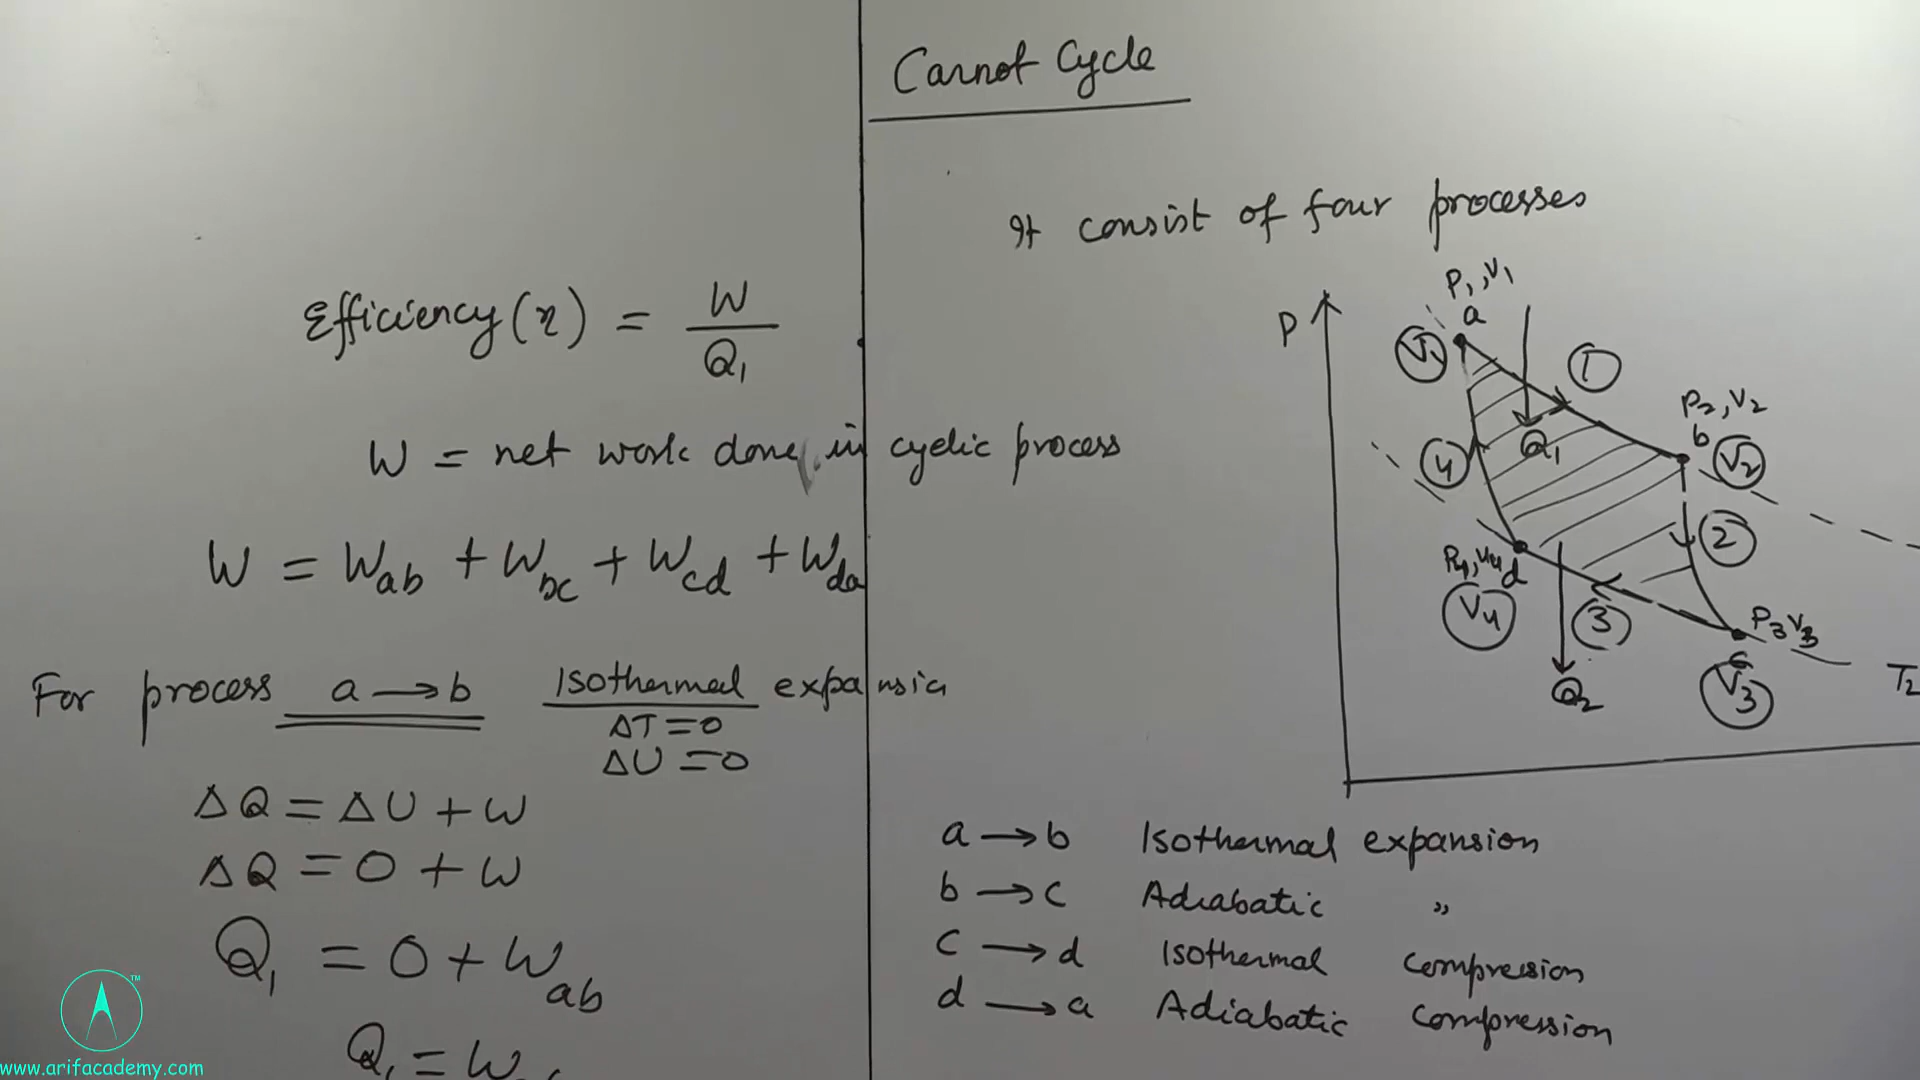 Carnot Cycle
It consist of four processes
Efficiency (η) = W / Q₁
W = net work done in cyclic process
W = Wab + Wbc + Wcd + Wda
For process a → b Isothermal expansion
ΔT = 0
ΔU = 0
ΔQ = ΔU + W
ΔQ = 0 + W
Q₁ = 0 + Wab
Q₁ = W
P
P₁, V₁
a
V₁
1
Q₁
P₂, V₂
b
V₂
4
2
P₄, V₄
d
V₄
3
P₃ V₃
c
V₃
Q₂
T₂
a → b Isothermal expansion
b → c Adiabatic "
c → d Isothermal compression
d → a Adiabatic compression
TM
www.arifacademy.com